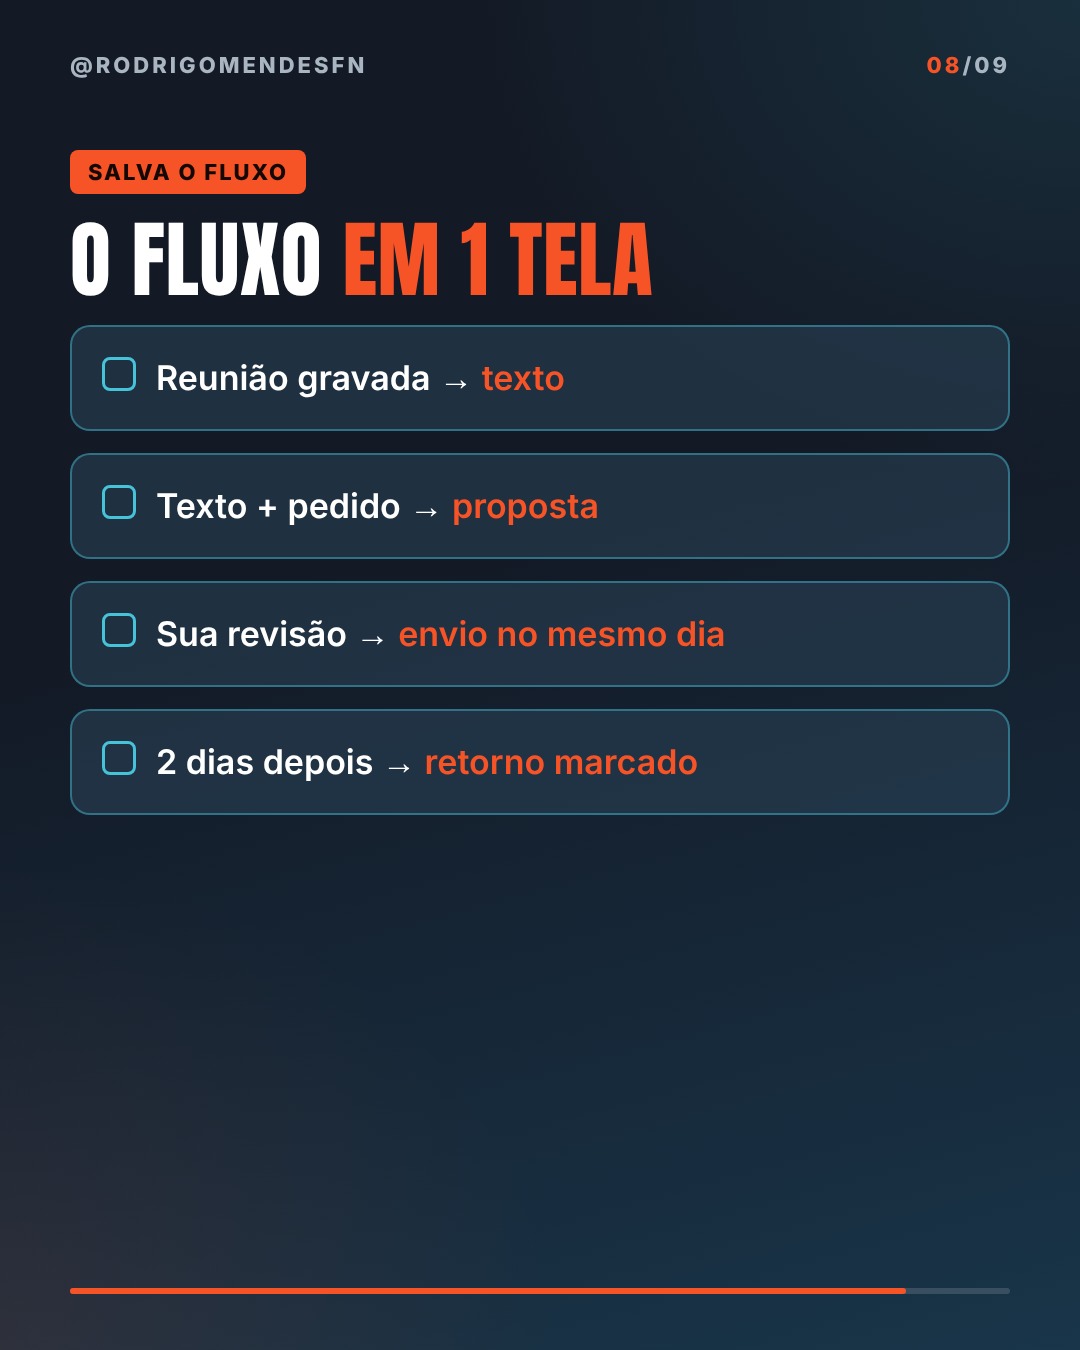 @RODRIGOMENDESFN
08/09
SALVA O FLUXO
O FLUXO EM 1 TELA
Reunião gravada → texto
Texto + pedido → proposta
Sua revisão → envio no mesmo dia
2 dias depois → retorno marcado